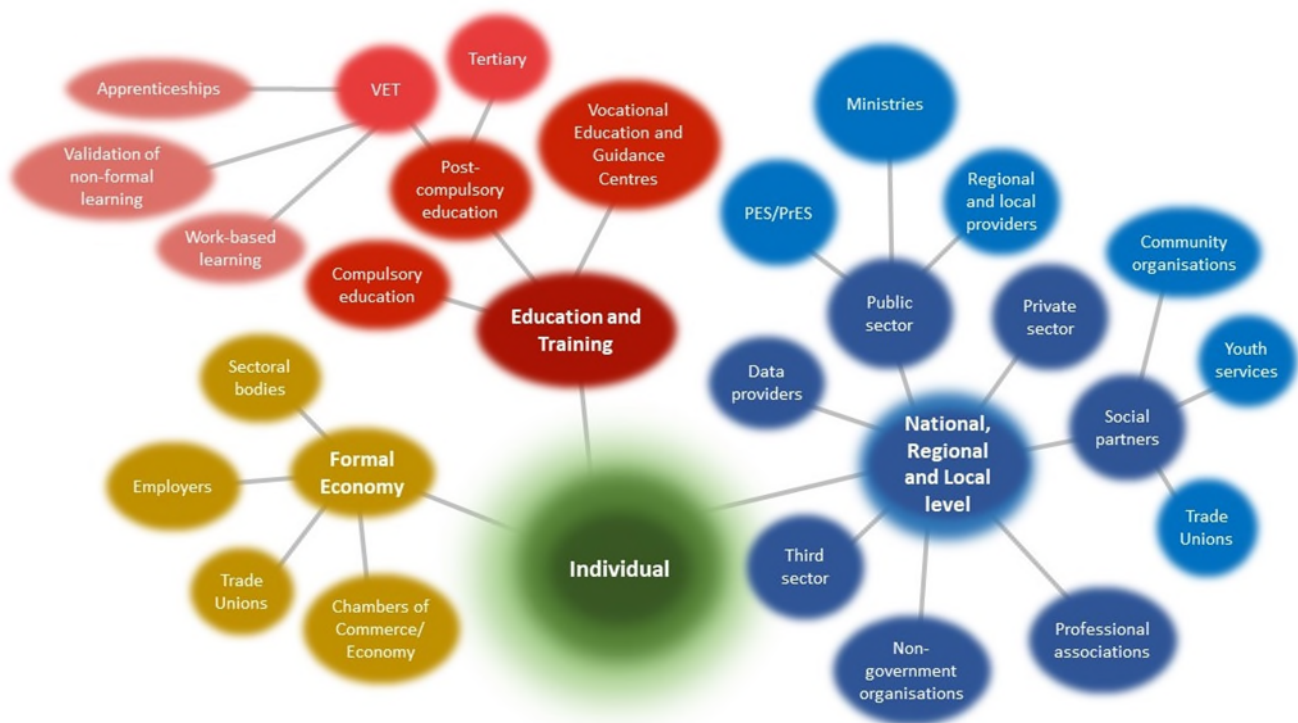 Tertiary
VET
Apprenticeships
Vocational
Education and
Guidance
Centres
Validation of
non-formal
learning
Post-
compulsory
education
Work-based
learning
Compulsory
education
Education and
Training
Ministries
PES/PrES
Regional
and local
providers
Community
organisations
Public
sector
Private
sector
Youth
services
Data
providers
Social
partners
National,
Regional
and Local
level
Trade
Unions
Third
sector
Professional
associations
Non-
government
organisations
Sectoral
bodies
Formal
Economy
Employers
Trade
Unions
Chambers of
Commerce/
Economy
Individual